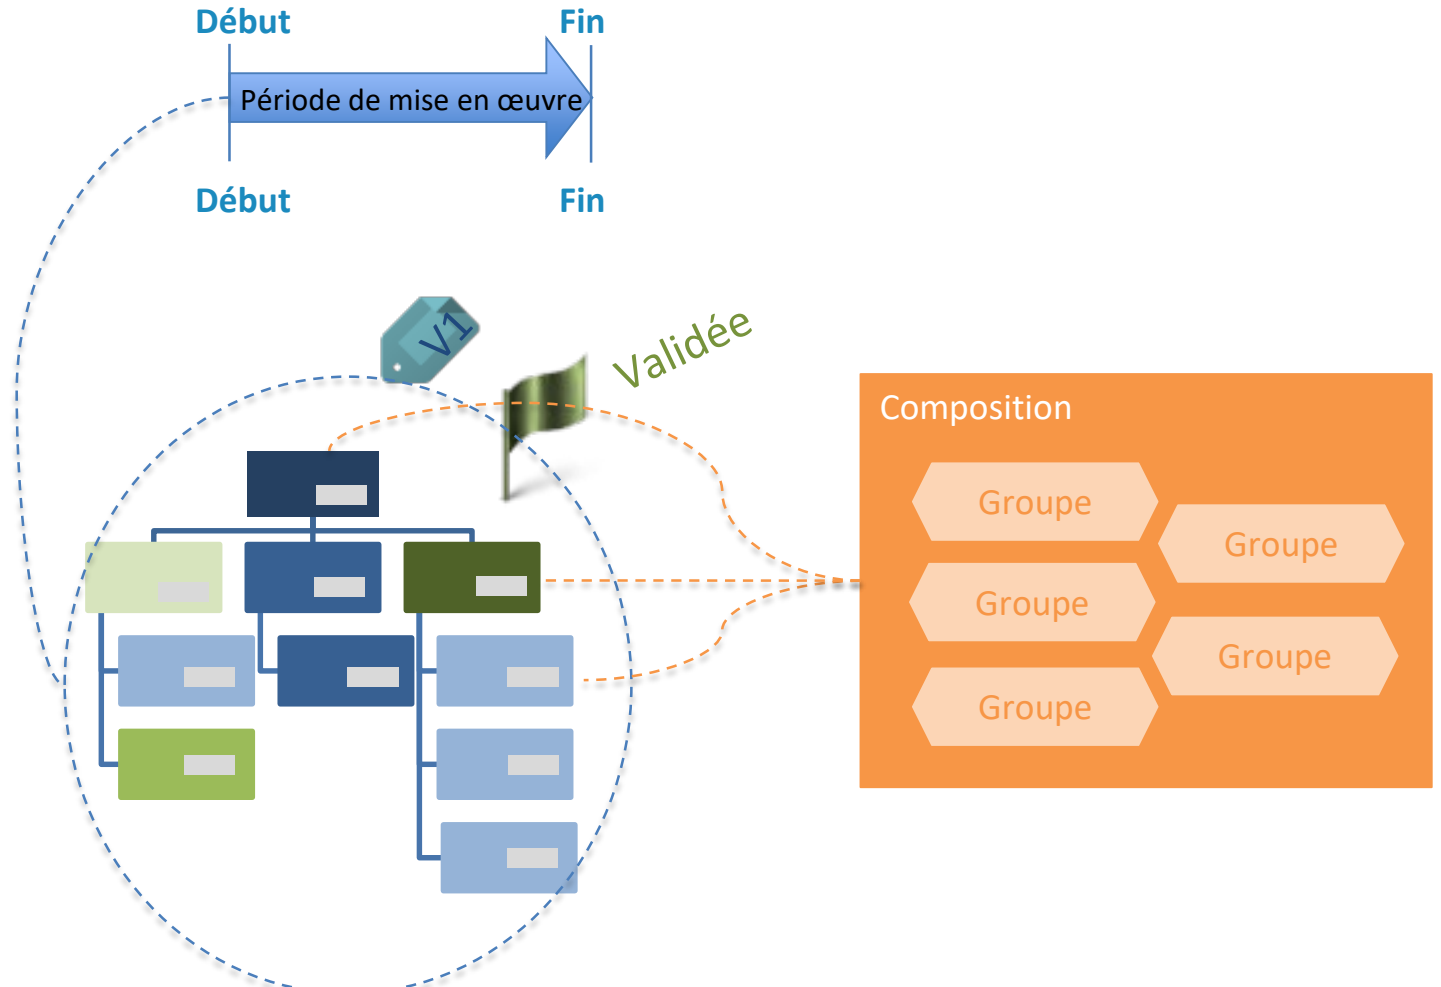 Début
Fin
Période de mise en œuvre
Début
Fin
V1
Validée
Composition
Groupe
Groupe
Groupe
Groupe
Groupe